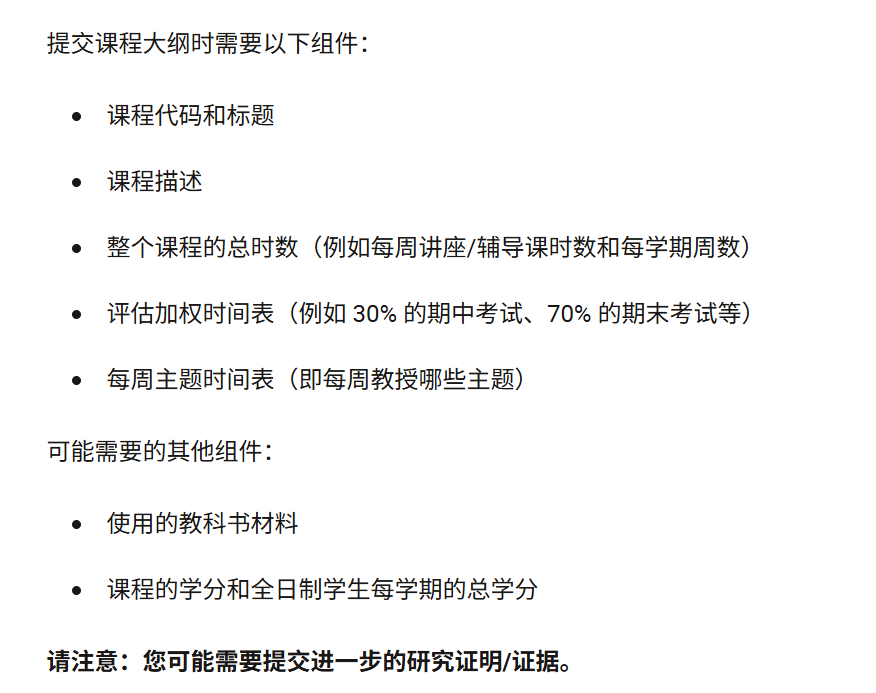 提交课程大纲时需要以下组件：
• 课程代码和标题
• 课程描述
• 整个课程的总时数（例如每周讲座/辅导课时数和每学期周数）
• 评估加权时间表（例如 30% 的期中考试、70% 的期末考试等）
• 每周主题时间表（即每周教授哪些主题）
可能需要的其他组件：
• 使用的教科书材料
• 课程的学分和全日制学生每学期的总学分
请注意：您可能需要提交进一步的研究证明/证据。